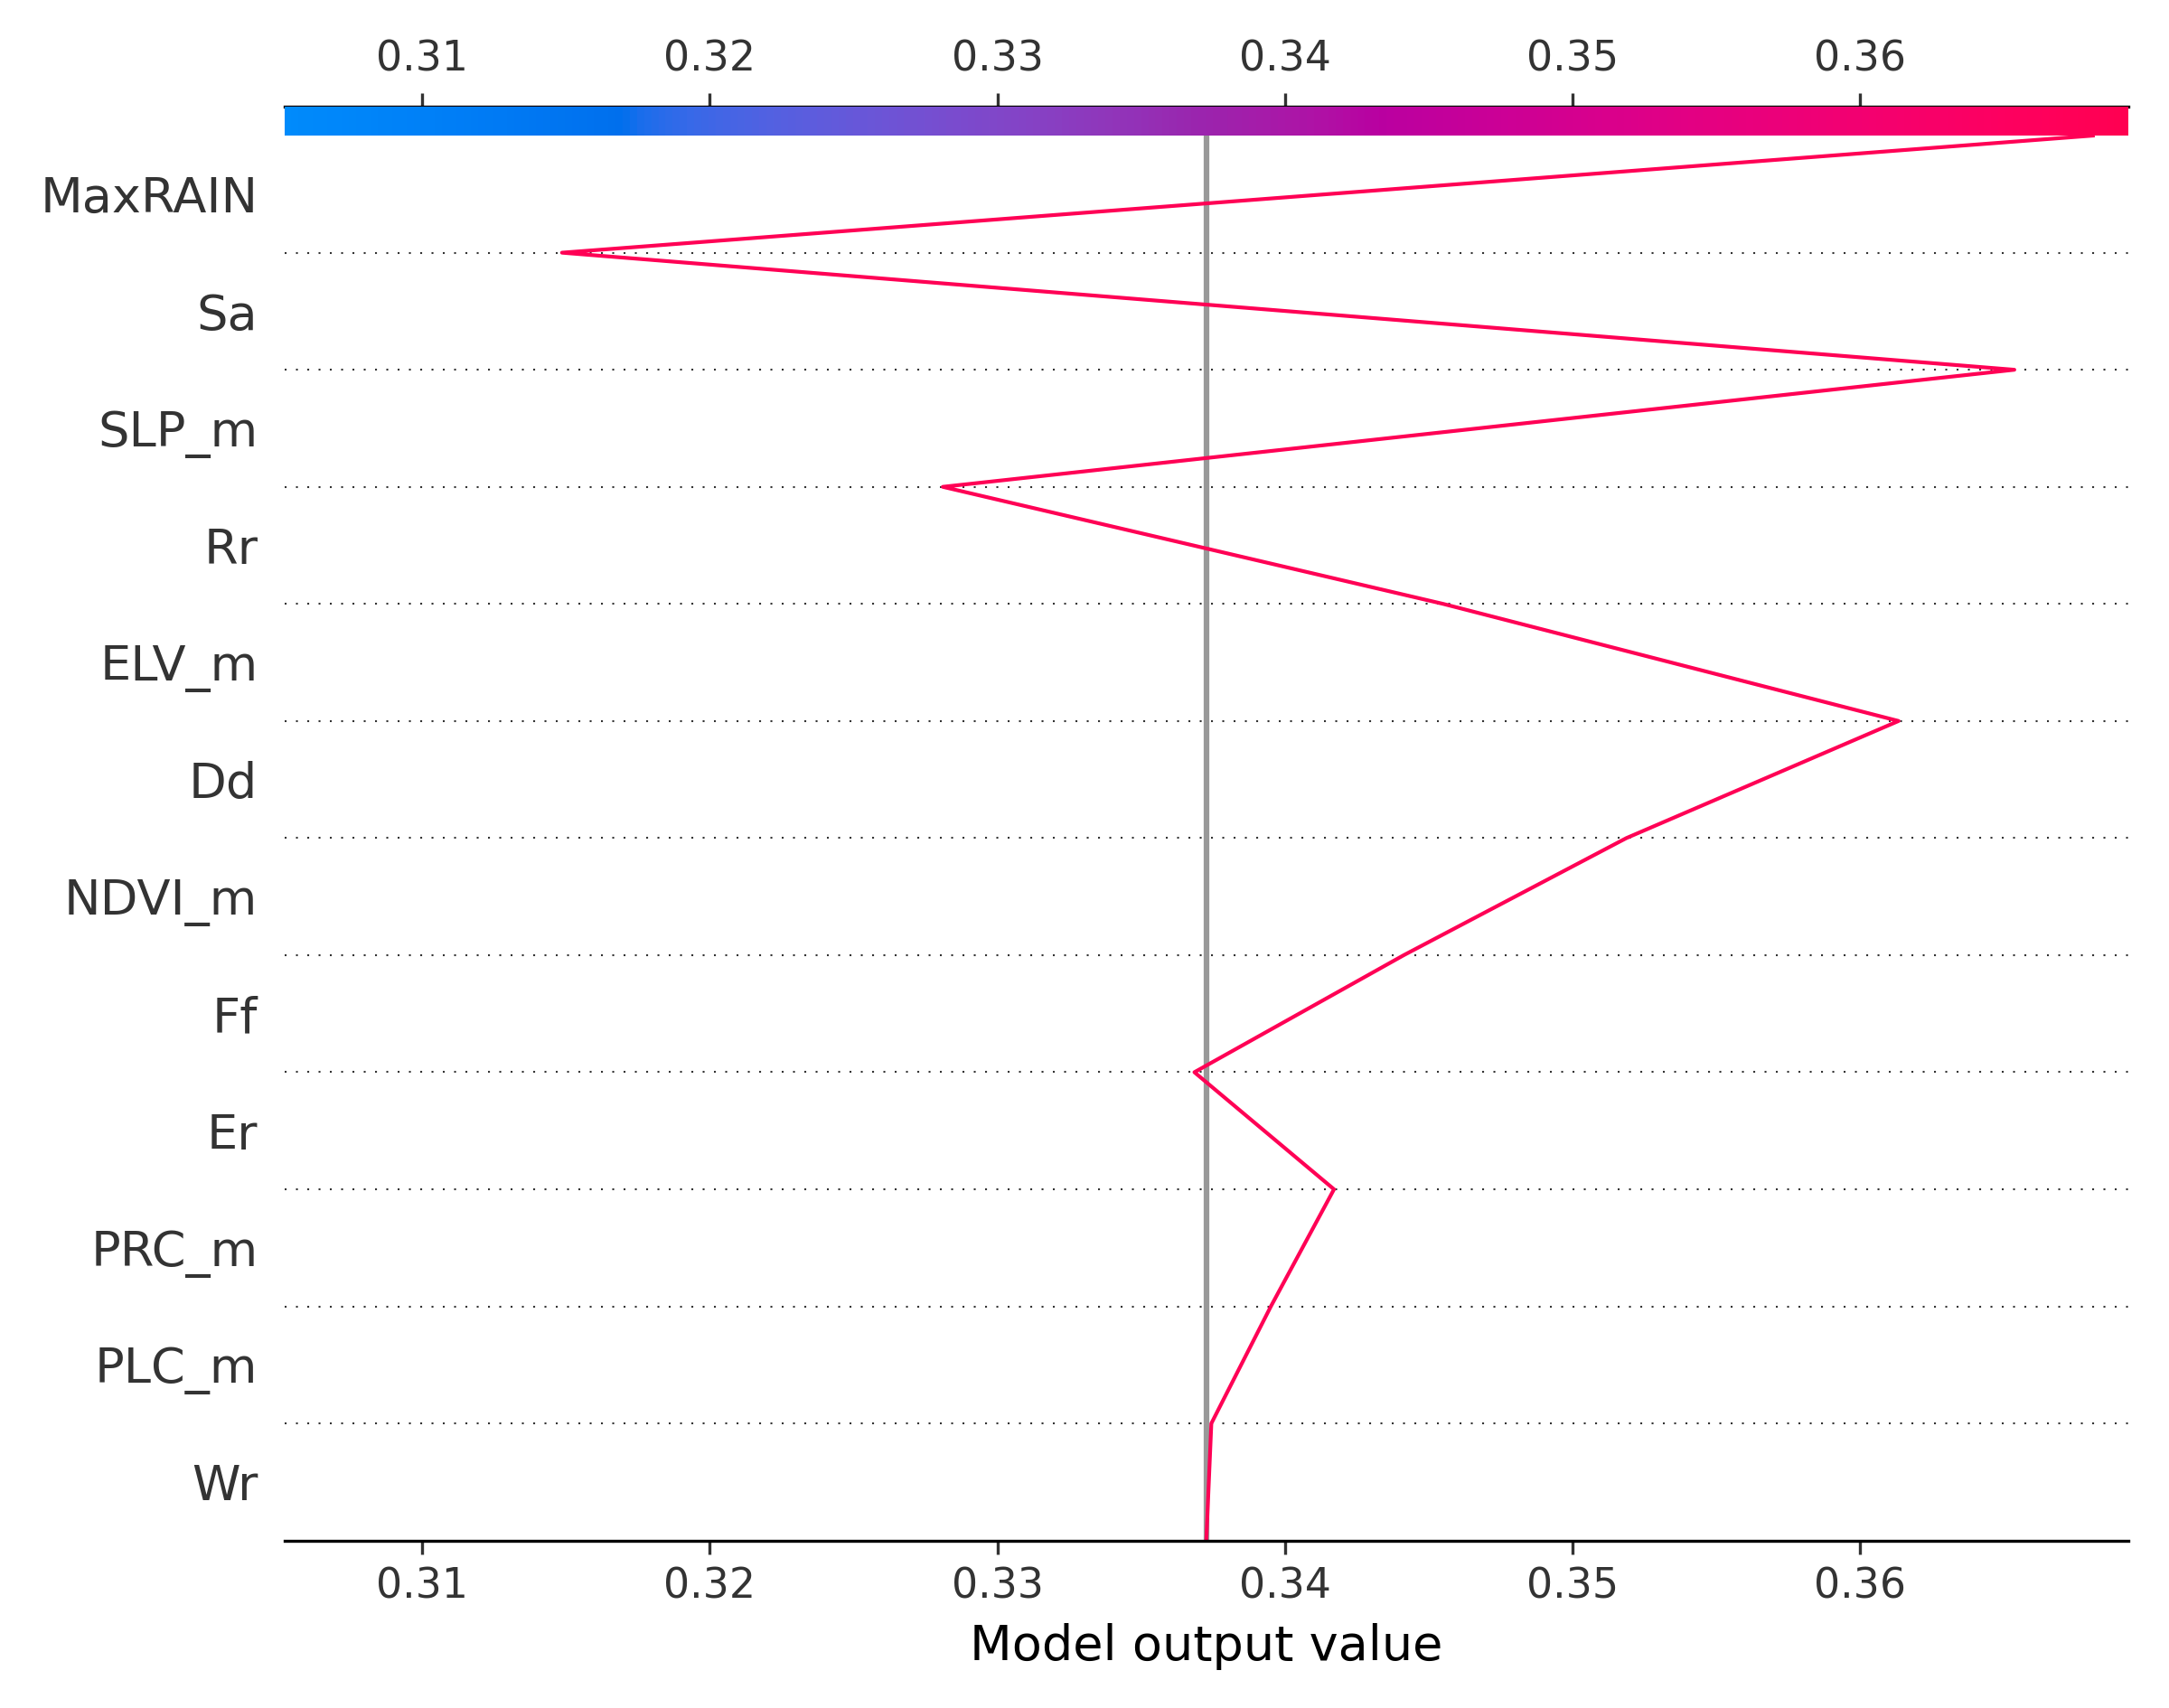 0.31 0.32 0.33 0.34 0.35 0.36
MaxRAIN
Sa
SLP_m
Rr
ELV_m
Dd
NDVI_m
Ff
Er
PRC_m
PLC_m
Wr
0.31 0.32 0.33 0.34 0.35 0.36
Model output value